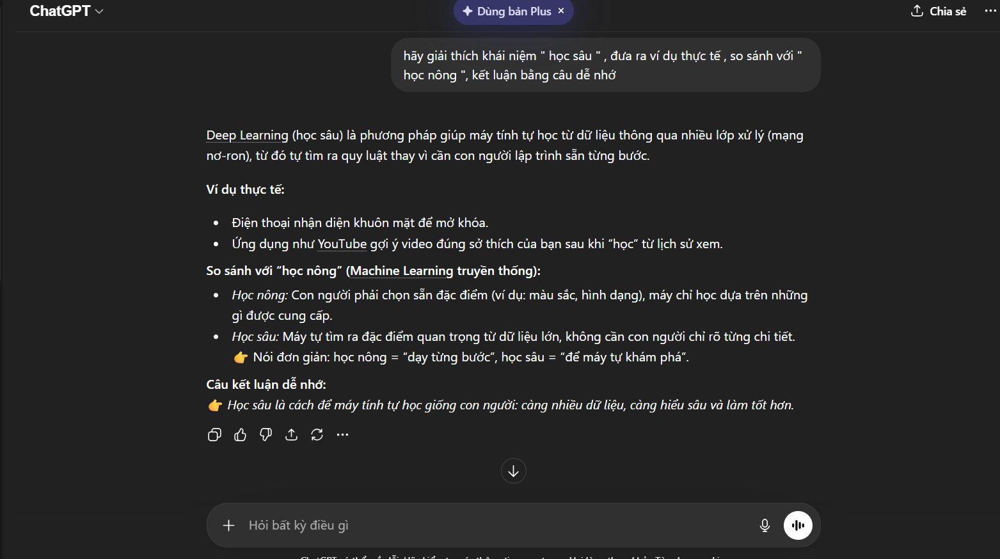 ChatGPT
Dùng bản Plus ×
Chia sẻ
hãy giải thích khái niệm " học sâu " , đưa ra ví dụ thực tế , so sánh với "
học nông ", kết luận bằng câu dễ nhớ
Deep Learning (học sâu) là phương pháp giúp máy tính tự học từ dữ liệu thông qua nhiều lớp xử lý (mạng
nơ-ron), từ đó tự tìm ra quy luật thay vì cần con người lập trình sẵn từng bước.
Ví dụ thực tế:
• Điện thoại nhận diện khuôn mặt để mở khóa.
• Ứng dụng như YouTube gợi ý video đúng sở thích của bạn sau khi “học” từ lịch sử xem.
So sánh với “học nông” (Machine Learning truyền thống):
• Học nông: Con người phải chọn sẵn đặc điểm (ví dụ: màu sắc, hình dạng), máy chỉ học dựa trên những
gì được cung cấp.
• Học sâu: Máy tự tìm ra đặc điểm quan trọng từ dữ liệu lớn, không cần con người chỉ rõ từng chi tiết.
👉 Nói đơn giản: học nông = “dạy từng bước”, học sâu = “để máy tự khám phá”.
Câu kết luận dễ nhớ:
👉 Học sâu là cách để máy tính tự học giống con người: càng nhiều dữ liệu, càng hiểu sâu và làm tốt hơn.
Hỏi bất kỳ điều gì